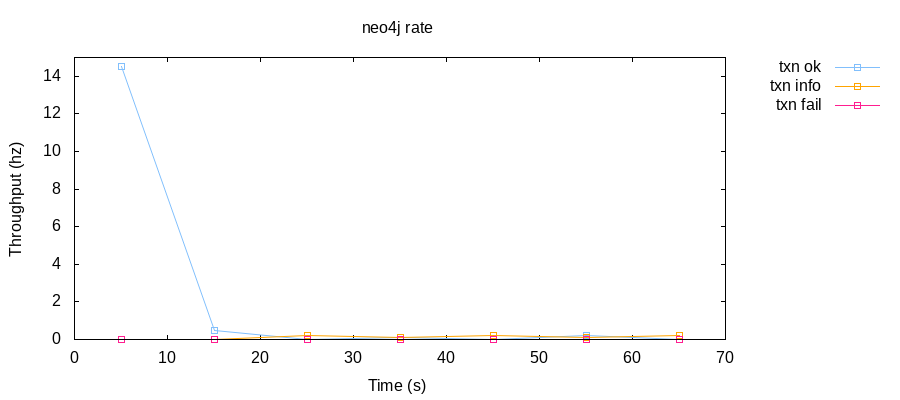 neo4j rate
txn ok
txn info
txn fail
Throughput (hz)
14
12
10
8
6
4
2
0
0 10 20 30 40 50 60 70
Time (s)